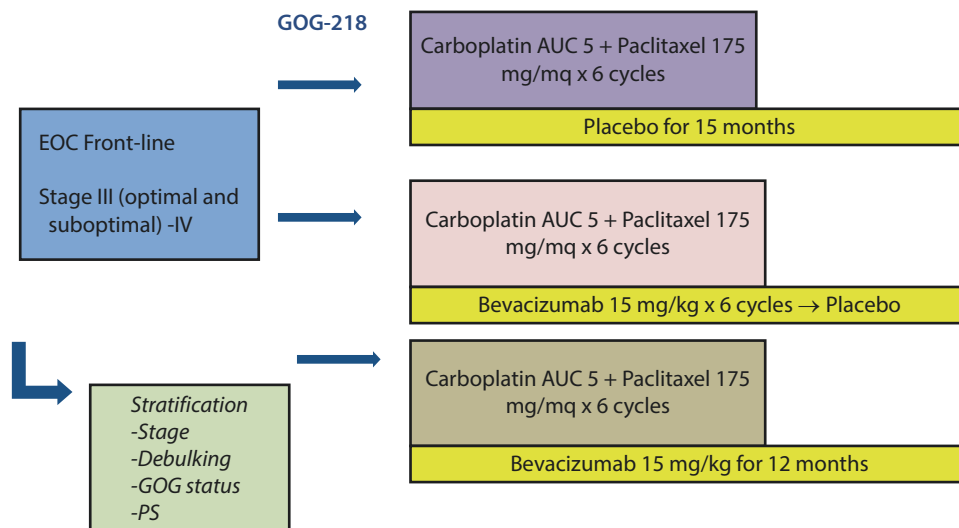 GOG-218
EOC Front-line
Stage III (optimal and
suboptimal) -IV
Stratification
-Stage
-Debulking
-GOG status
-PS
Carboplatin AUC 5 + Paclitaxel 175
mg/mq x 6 cycles
Placebo for 15 months
Carboplatin AUC 5 + Paclitaxel 175
mg/mq x 6 cycles
Bevacizumab 15 mg/kg x 6 cycles → Placebo
Carboplatin AUC 5 + Paclitaxel 175
mg/mq x 6 cycles
Bevacizumab 15 mg/kg for 12 months